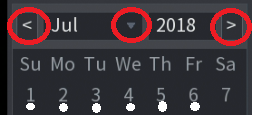 < Jul 2018 >
Su Mo Tu We Th Fr Sa
1 2 3 4 5 6 7